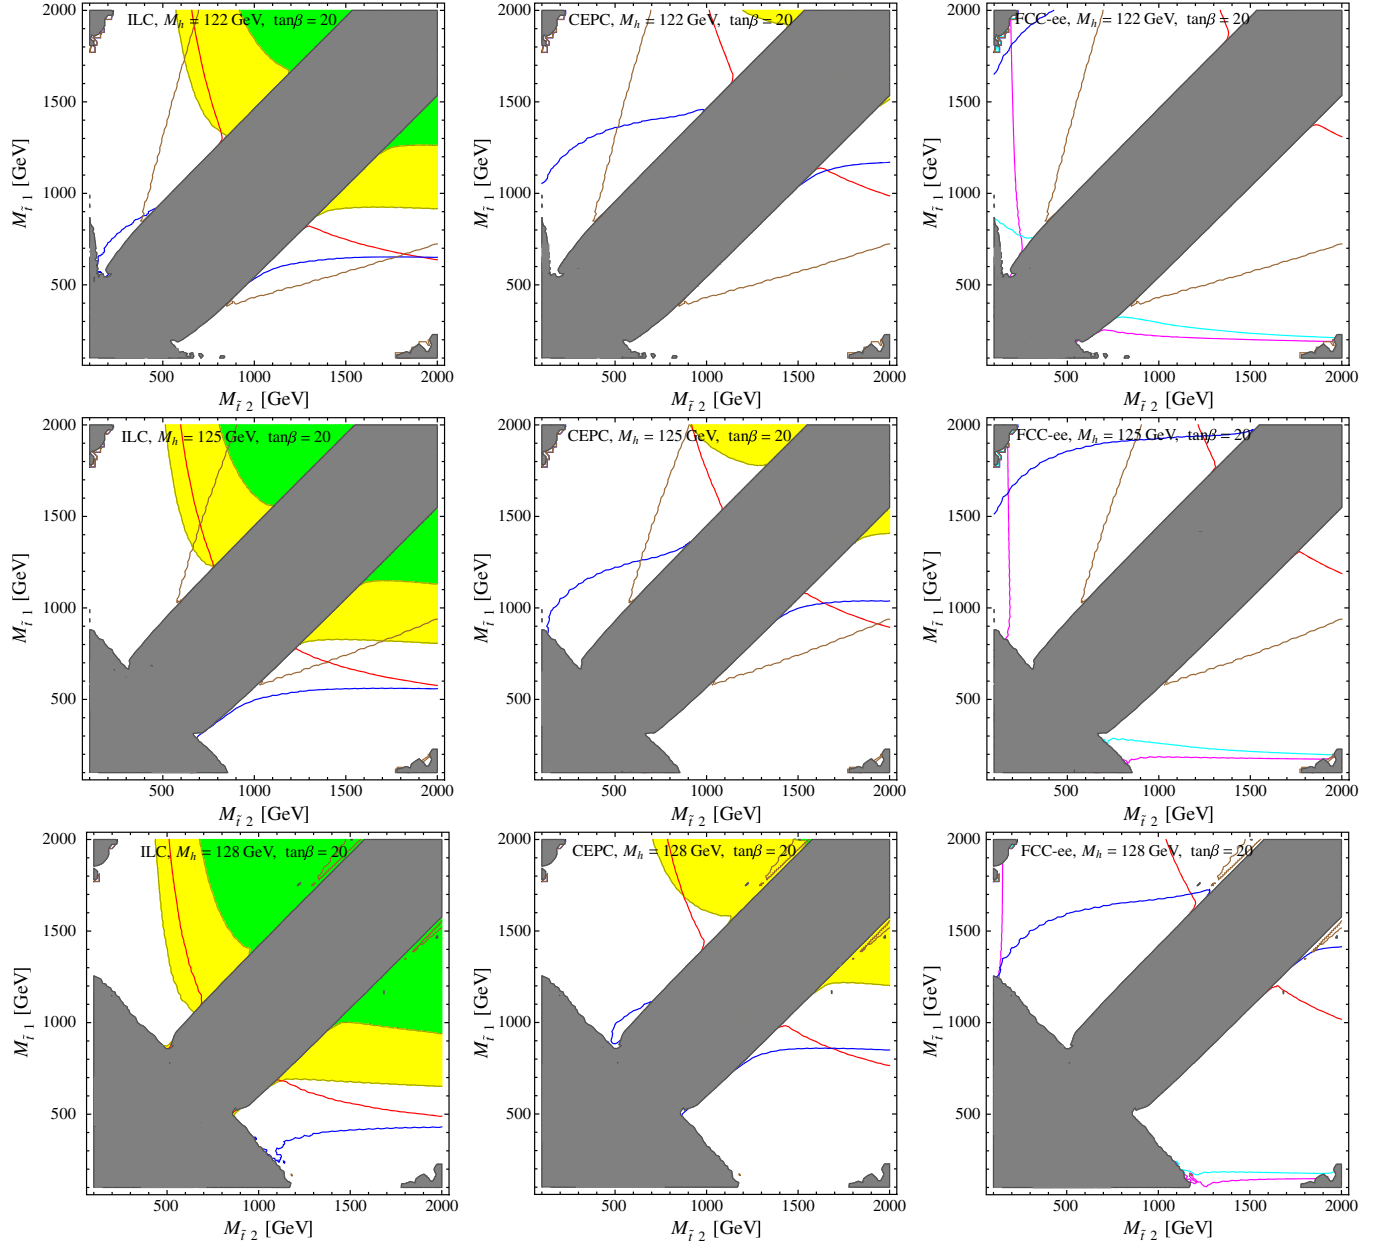 ILC, M_h = 122 GeV, tanβ = 20
2000
1500
1000
500
M_t̃ 1 [GeV]
500 1000 1500 2000
M_t̃ 2 [GeV]
CEPC, M_h = 122 GeV, tanβ = 20
2000
1500
1000
500
M_t̃ 1 [GeV]
500 1000 1500 2000
M_t̃ 2 [GeV]
FCC-ee, M_h = 122 GeV, tanβ = 20
2000
1500
1000
500
M_t̃ 1 [GeV]
500 1000 1500 2000
M_t̃ 2 [GeV]
ILC, M_h = 125 GeV, tanβ = 20
2000
1500
1000
500
M_t̃ 1 [GeV]
500 1000 1500 2000
M_t̃ 2 [GeV]
CEPC, M_h = 125 GeV, tanβ = 20
2000
1500
1000
500
M_t̃ 1 [GeV]
500 1000 1500 2000
M_t̃ 2 [GeV]
FCC-ee, M_h = 125 GeV, tanβ = 20
2000
1500
1000
500
M_t̃ 1 [GeV]
500 1000 1500 2000
M_t̃ 2 [GeV]
ILC, M_h = 128 GeV, tanβ = 20
2000
1500
1000
500
M_t̃ 1 [GeV]
500 1000 1500 2000
M_t̃ 2 [GeV]
CEPC, M_h = 128 GeV, tanβ = 20
2000
1500
1000
500
M_t̃ 1 [GeV]
500 1000 1500 2000
M_t̃ 2 [GeV]
FCC-ee, M_h = 128 GeV, tanβ = 20
2000
1500
1000
500
M_t̃ 1 [GeV]
500 1000 1500 2000
M_t̃ 2 [GeV]